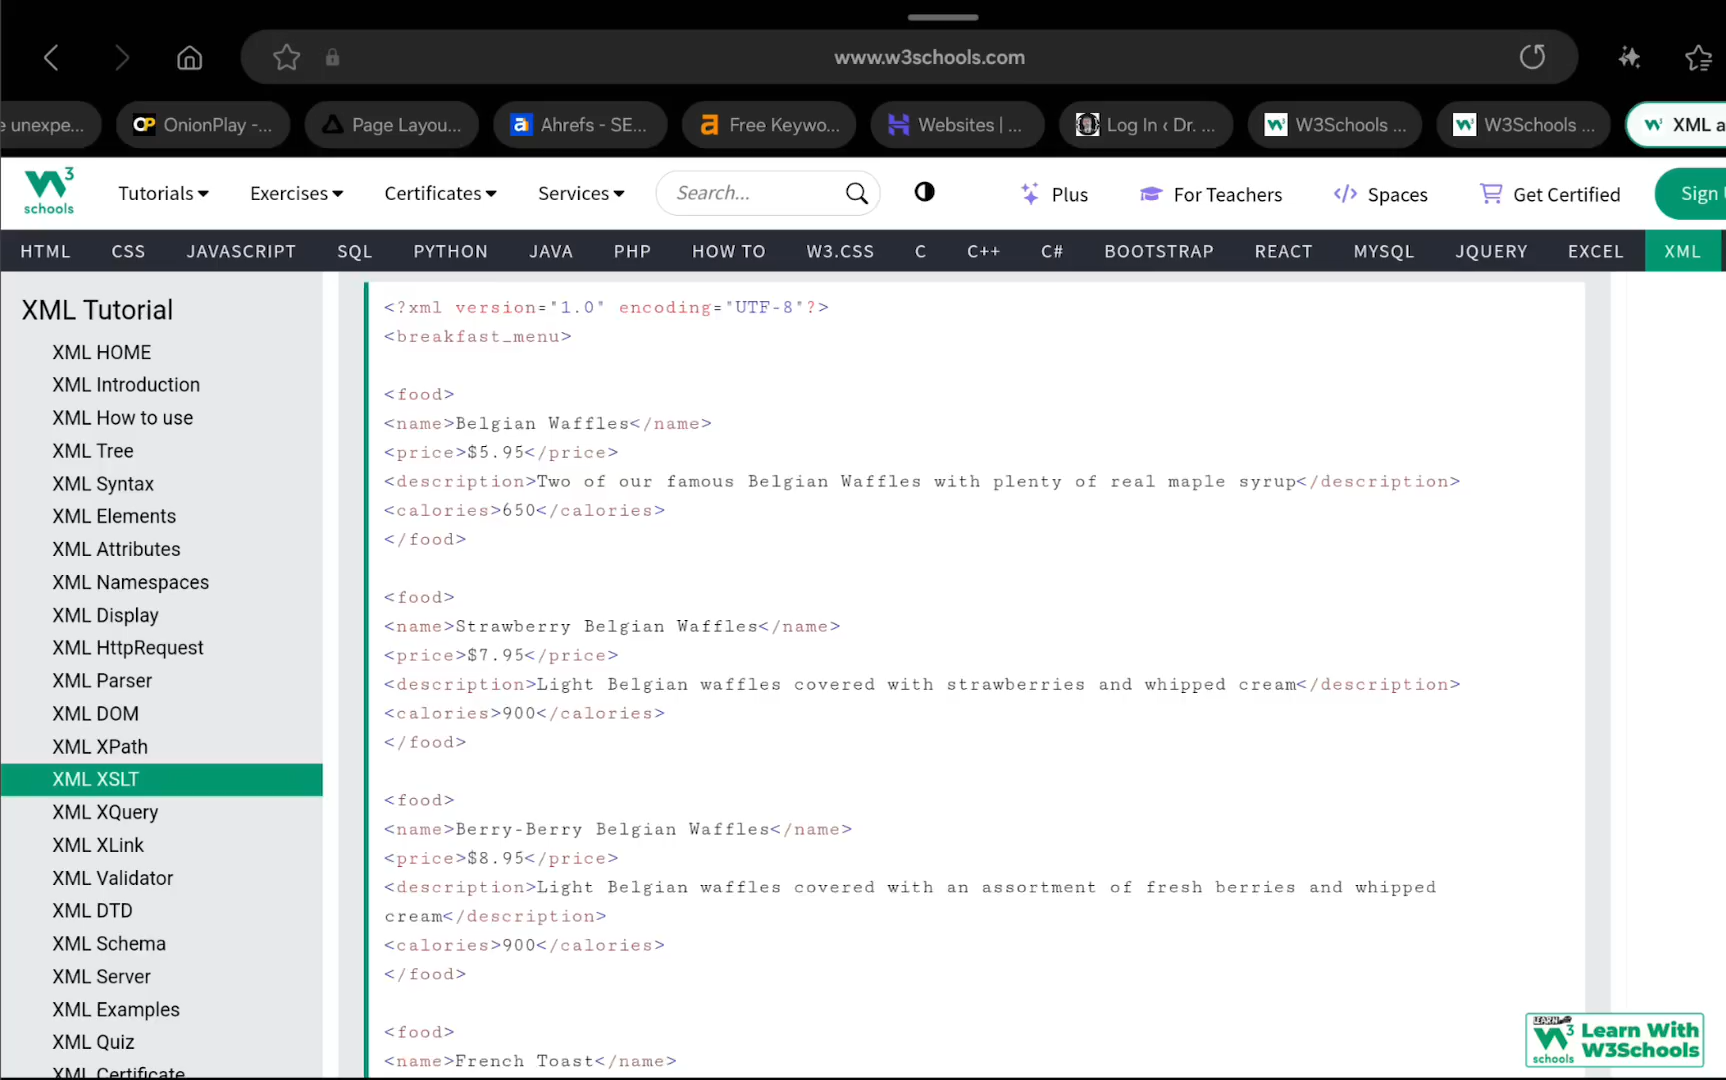 www.w3schools.com
e unexpe... OnionPlay -... Page Layou... Ahrefs - SE... Free Keywo... Websites | ... Log In ‹ Dr. ... W3Schools ... W3Schools ... XML a
W3 schools Tutorials Exercises Certificates Services Search... Plus For Teachers Spaces Get Certified Sign
HTML CSS JAVASCRIPT SQL PYTHON JAVA PHP HOW TO W3.CSS C C++ C# BOOTSTRAP REACT MYSQL JQUERY EXCEL XML
XML Tutorial
XML HOME
XML Introduction
XML How to use
XML Tree
XML Syntax
XML Elements
XML Attributes
XML Namespaces
XML Display
XML HttpRequest
XML Parser
XML DOM
XML XPath
XML XSLT
XML XQuery
XML XLink
XML Validator
XML DTD
XML Schema
XML Server
XML Examples
XML Quiz
XML Certificate
<?xml version="1.0" encoding="UTF-8"?>
<breakfast_menu>
<food>
<name>Belgian Waffles</name>
<price>$5.95</price>
<description>Two of our famous Belgian Waffles with plenty of real maple syrup</description>
<calories>650</calories>
</food>
<food>
<name>Strawberry Belgian Waffles</name>
<price>$7.95</price>
<description>Light Belgian waffles covered with strawberries and whipped cream</description>
<calories>900</calories>
</food>
<food>
<name>Berry-Berry Belgian Waffles</name>
<price>$8.95</price>
<description>Light Belgian waffles covered with an assortment of fresh berries and whipped
cream</description>
<calories>900</calories>
</food>
<food>
<name>French Toast</name>
LEARN W3 schools Learn With
W3Schools